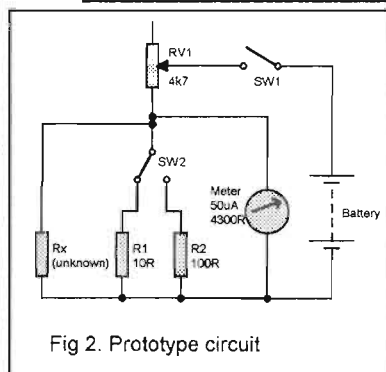 RV1
4k7
SW1
SW2
Meter
50uA
4300R
Battery
Rx
(unknown)
R1
10R
R2
100R
Fig 2. Prototype circuit